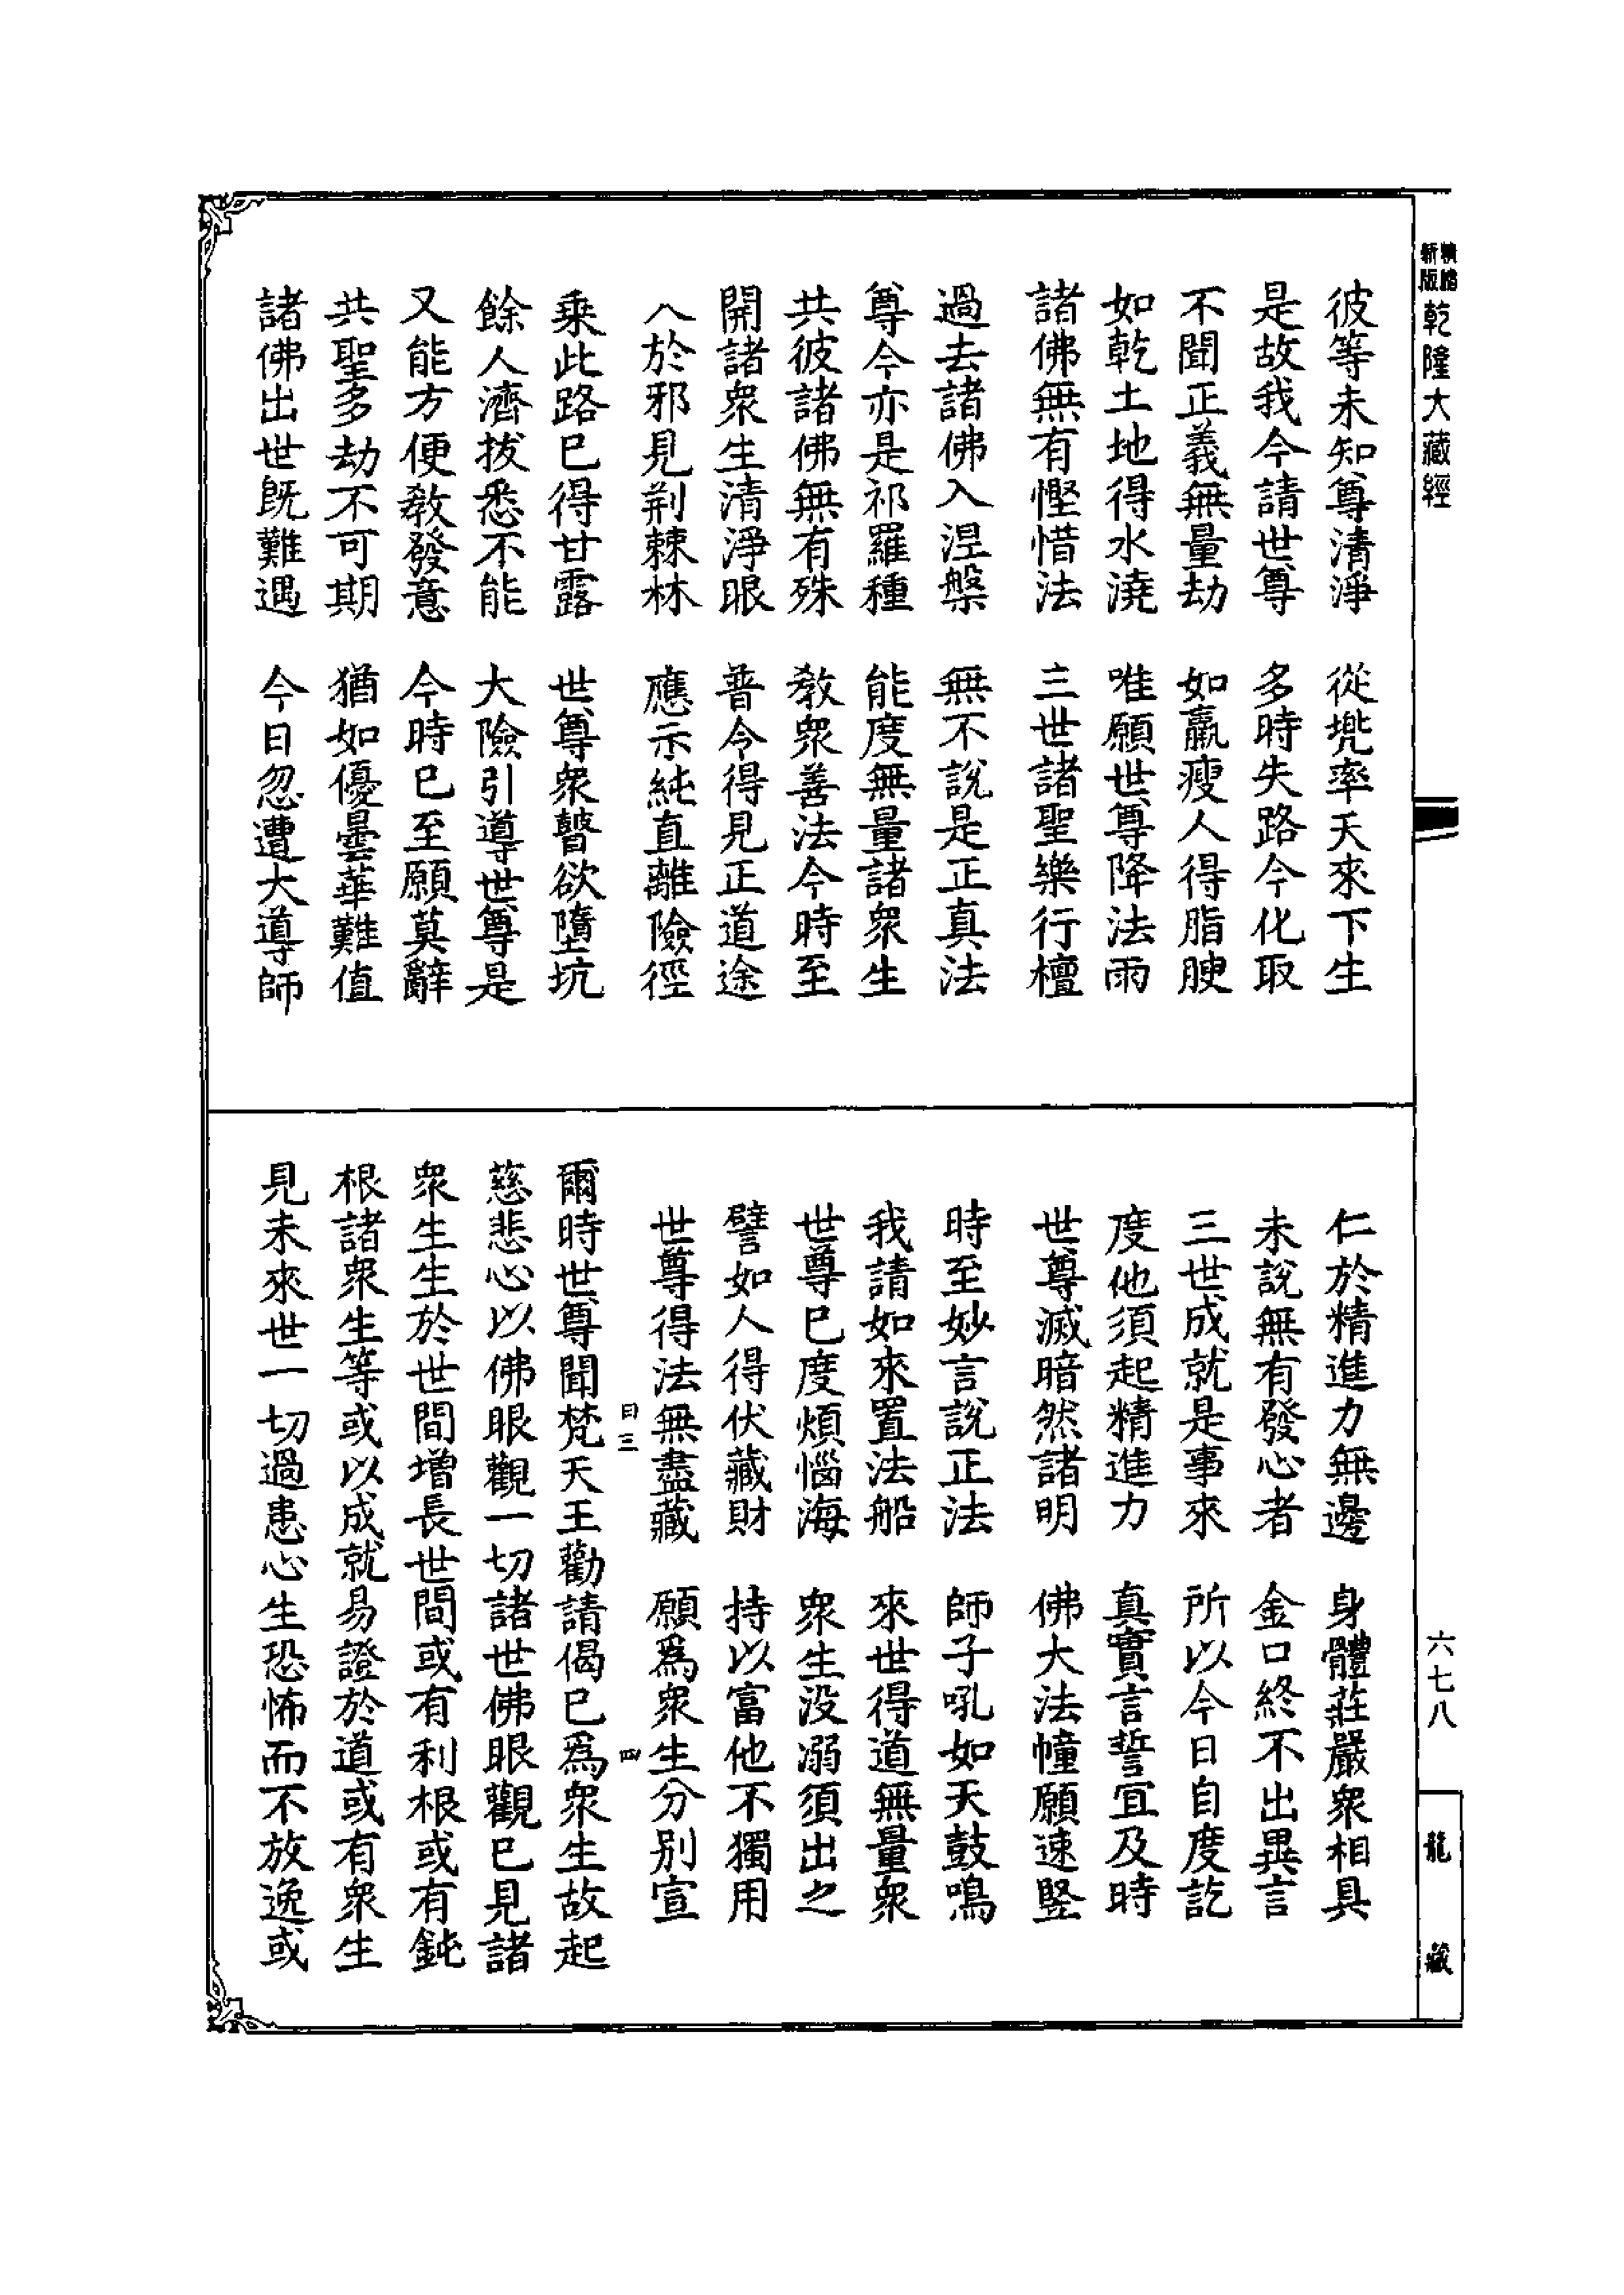 新版 精縮 乾隆大藏經
六七八
龍藏
彼等未知尊清淨　從兠率天來下生
是故我今請世尊　多時失路今化取
不聞正義無量劫　如羸瘦人得脂腴
如乾土地得水澆　唯願世尊降法雨
諸佛無有慳惜法　三世諸聖樂行檀
過去諸佛入涅槃　無不說是正真法
尊今亦是祁羅種　能度無量諸衆生
共彼諸佛無有殊　教衆善法今時至
開諸衆生清淨眼　普令得見正道途
入於邪見荆棘林　應示純直離險徑
乘此路已得甘露　世尊衆瞽欲墮坑
餘人濟拔悉不能　大險引導世尊是
又能方便教發意　今時已至願莫辭
共聖多劫不可期　猶如優曇華難值
諸佛出世旣難遇　今日忽遭大導師
仁於精進力無邊　身體莊嚴衆相具
未說無有發心者　金口終不出異言
三世成就是事來　所以今日自度訖
度他須起精進力　真實言誓宜及時
世尊滅暗然諸明　佛大法幢願速竪
時至妙言說正法　師子吼如天鼓鳴
我請如來置法船　來世得道無量衆
世尊已度煩惱海　衆生没溺須出之
譬如人得伏藏財　持以富他不獨用
世尊得法無盡藏　願爲衆生分别宣
曰三　四
爾時世尊聞梵天王勸請偈已爲衆生故起
慈悲心以佛眼觀一切諸世佛眼觀已見諸
衆生生於世間增長世間或有利根或有鈍
根諸衆生等或以成就易證於道或有衆生
見未來世一切過患心生恐怖而不放逸或